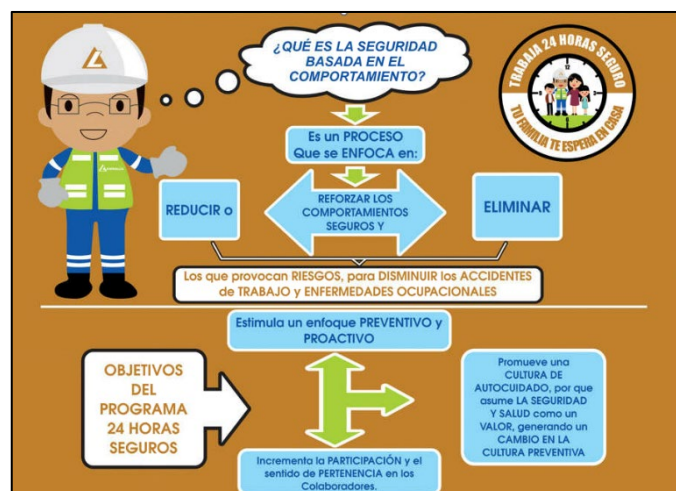 ¿QUÉ ES LA SEGURIDAD
BASADA EN EL
COMPORTAMIENTO?
TRABAJA 24 HORAS SEGURO
TU FAMILIA TE ESPERA EN CASA
Es un PROCESO
Que se ENFOCA en:
REDUCIR o
REFORZAR LOS
COMPORTAMIENTOS
SEGUROS Y
ELIMINAR
Los que provocan RIESGOS, para DISMINUIR los ACCIDENTES
de TRABAJO y ENFERMEDADES OCUPACIONALES
Estimula un enfoque PREVENTIVO y
PROACTIVO
OBJETIVOS
DEL
PROGRAMA
24 HORAS
SEGUROS
Promueve una
CULTURA DE
AUTOCUIDADO, por que
asume LA SEGURIDAD
Y SALUD como un
VALOR, generando un
CAMBIO EN LA
CULTURA PREVENTIVA
Incrementa la PARTICIPACIÓN y el
sentido de PERTENENCIA en los
Colaboradores.